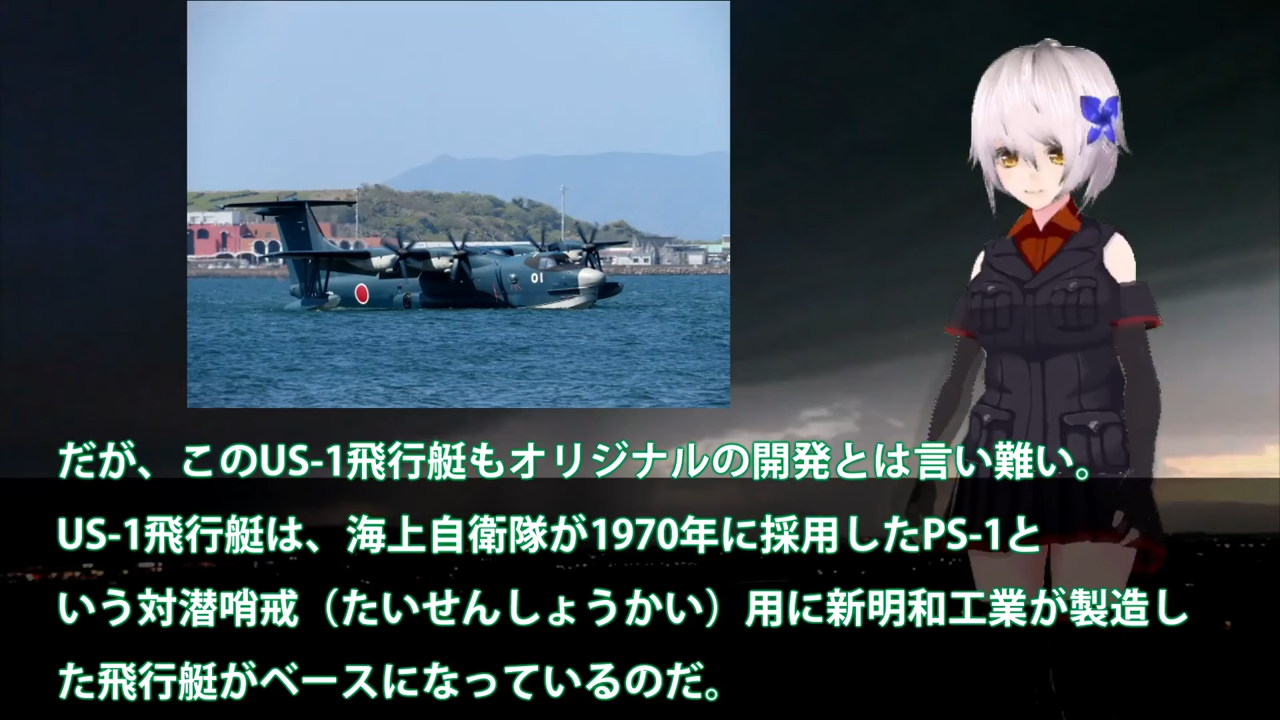 01
だが、このUS-1飛行艇もオリジナルの開発とは言い難い。
US-1飛行艇は、海上自衛隊が1970年に採用したPS-1と
いう対潜哨戒（たいせんしょうかい）用に新明和工業が製造し
た飛行艇がベースになっているのだ。